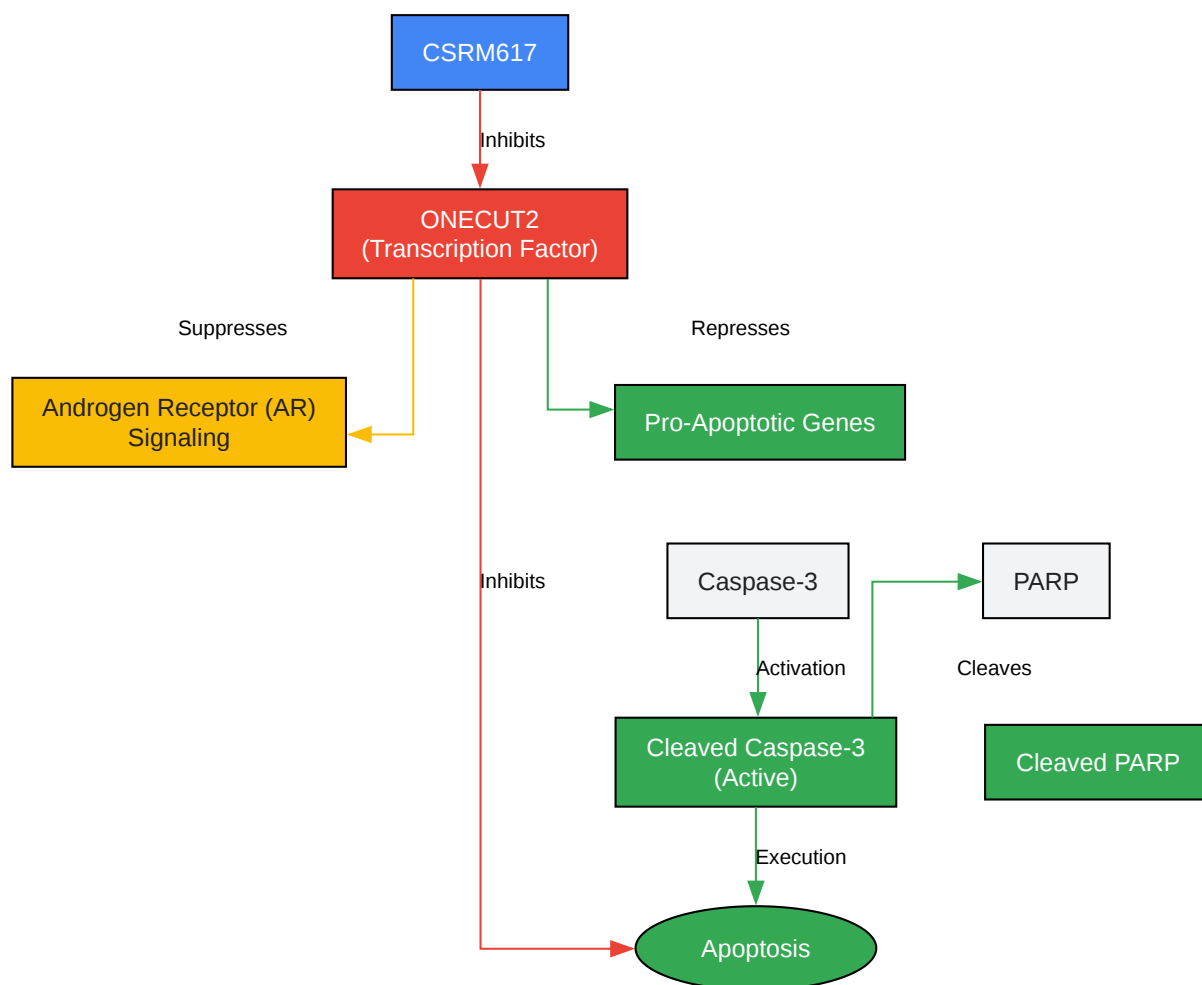 CSRM617
Inhibits
ONECUT2
(Transcription Factor)
Suppresses
Represses
Androgen Receptor (AR)
Signaling
Pro-Apoptotic Genes
Inhibits
Caspase-3
PARP
Activation
Cleaves
Cleaved Caspase-3
(Active)
Cleaved PARP
Execution
Apoptosis